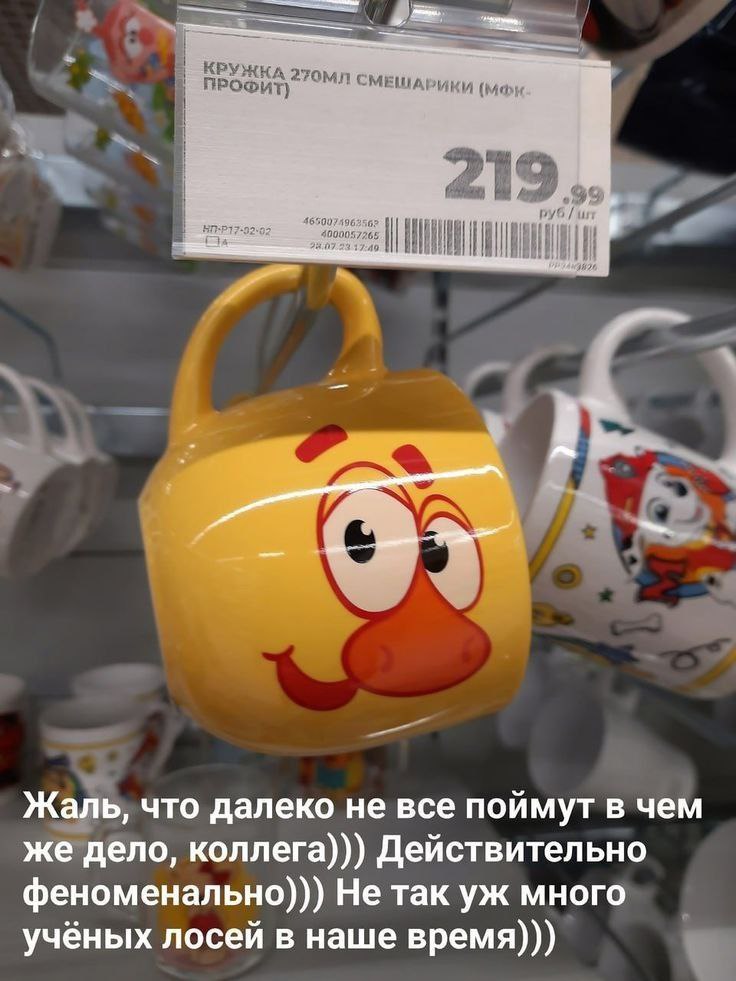 КРУЖКА 270МЛ СМЕШАРИКИ (МФК-
ПРОФИТ)
219.99
руб/шт
4650074963563
НП-Р17-02-02
4000057265
А
28.07.23 17:49
Жаль, что далеко не все поймут в чем
же дело, коллега))) Действительно
феноменально))) Не так уж много
учёных лосей в наше время)))